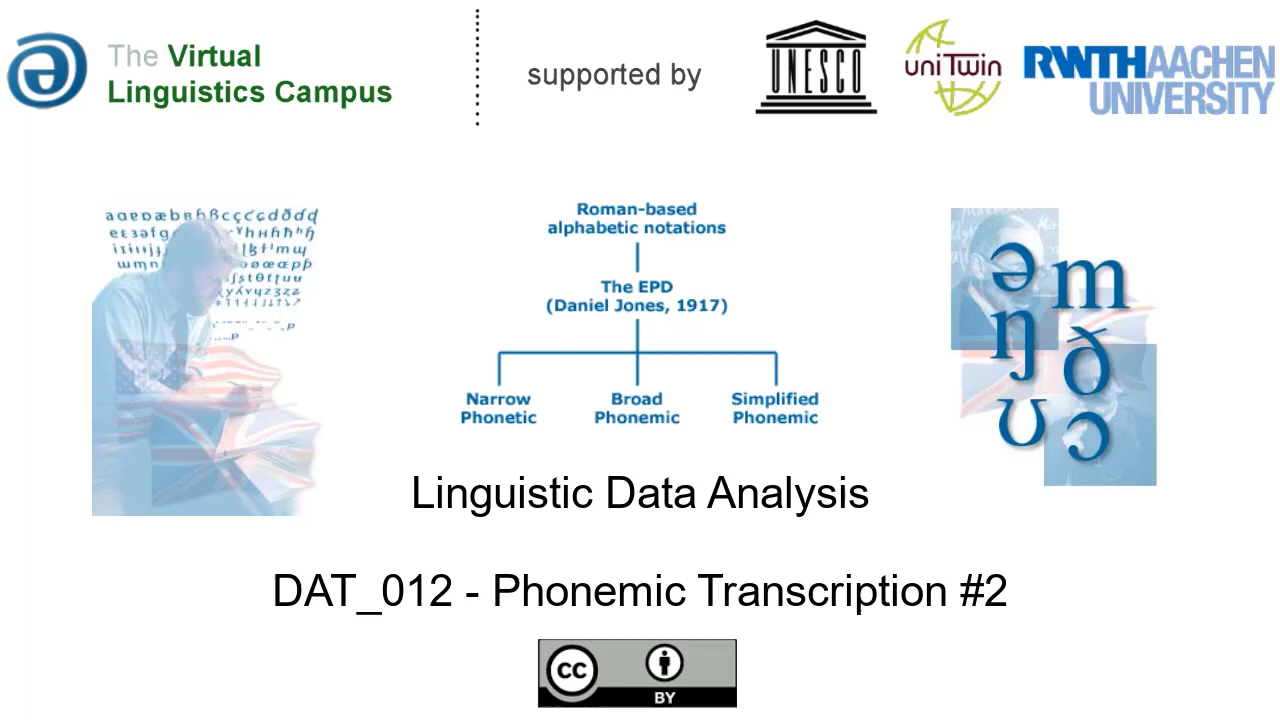 The Virtual
Linguistics Campus
supported by
UNESCO
uniTwin
RWTHAACHEN
UNIVERSITY
Roman-based
alphabetic notations
The EPD
(Daniel Jones, 1917)
Narrow
Phonetic
Broad
Phonemic
Simplified
Phonemic
ə m
ŋ ð
ʊ ɔ
Linguistic Data Analysis
DAT_012 - Phonemic Transcription #2
cc
BY